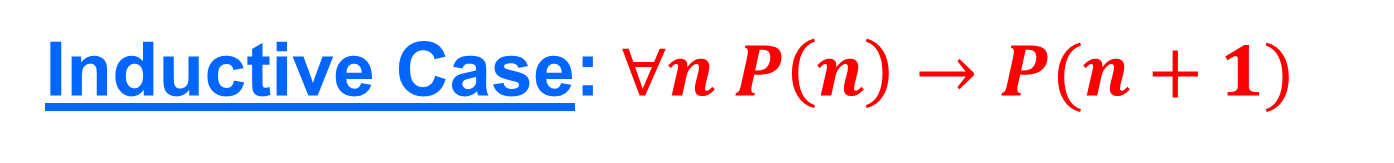 Inductive Case: ∀n P(n) → P(n + 1)